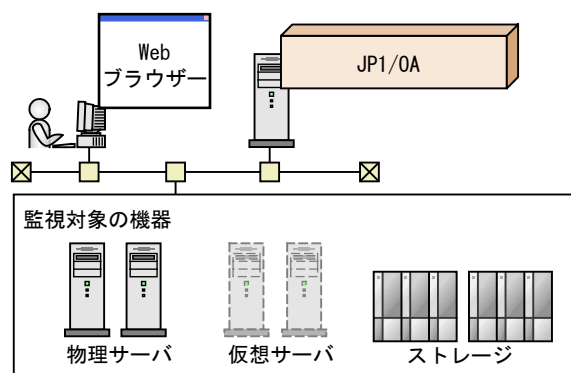 Web
ブラウザー
JP1/OA
監視対象の機器
物理サーバ
仮想サーバ
ストレージ